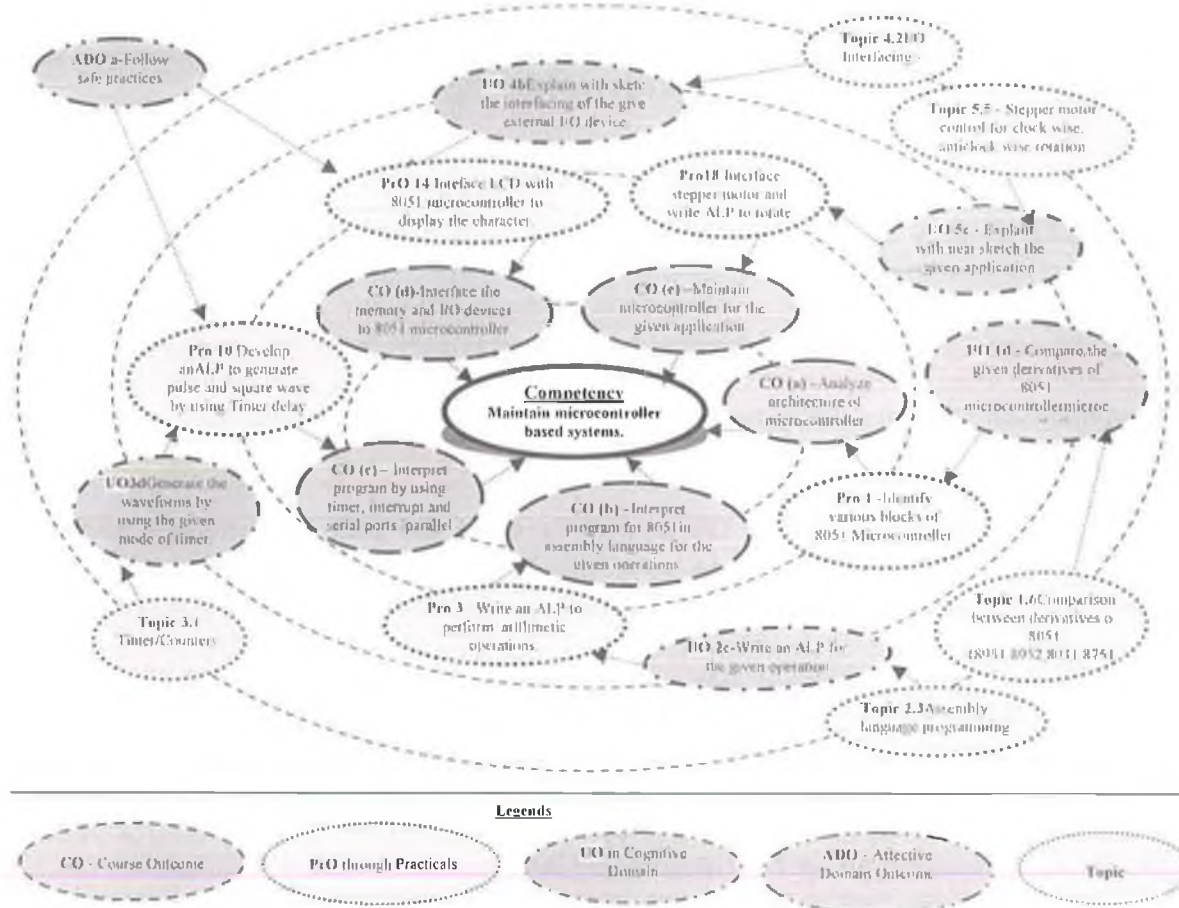 ADO a-Follow
safe practices
Topic 4.2I/O
Interfacing -
UO 4bExplain with sketc
the interfacing of the give
external I/O device
Topic 5.5 - Stepper motor
control for clock wise,
anticlock wise rotation
PrO 14 Inteface LCD with
8051 microcontroller to
display the character
Pro18 Interface
stepper motor and
write ALP to rotate
UO 5c - Explain
with neat sketch the
given application
CO (d)-Interface the
memory and I/O devices
to 8051 microcontroller
CO (e) –Maintain
microcontroller for the
given application
Pro 10 Develop
anALP to generate
pulse and square wave
by using Timer delay
Competency
Maintain microcontroller
based systems.
CO (a) –Analyze
architecture of
microcontroller
UO 1d - Compare the
given derivatives of
8051
microcontrollermicroc
UO3dGenerate the
waveforms by
using the given
mode of timer
CO (c) – Interpret
program by using
timer, interrupt and
serial ports /parallel
CO (b) - Interpret
program for 8051in
assembly language for the
given operations
Pro 1 -Identify
various blocks of
8051 Microcontroller
Topic 3.1
Timer/Counters
Pro 3 - Write an ALP to
perform arithmetic
operations
UO 2c-Write an ALP for
the given operation
Topic 1.6Comparison
between derivatives o
8051
(8951 8952 8031 8751
Topic 2.3Assembly
language programming
Legends
CO - Course Outcome
PrO through Practicals
UO in Cognitive
Domain
ADO - Affective
Domain Outcome
Topic